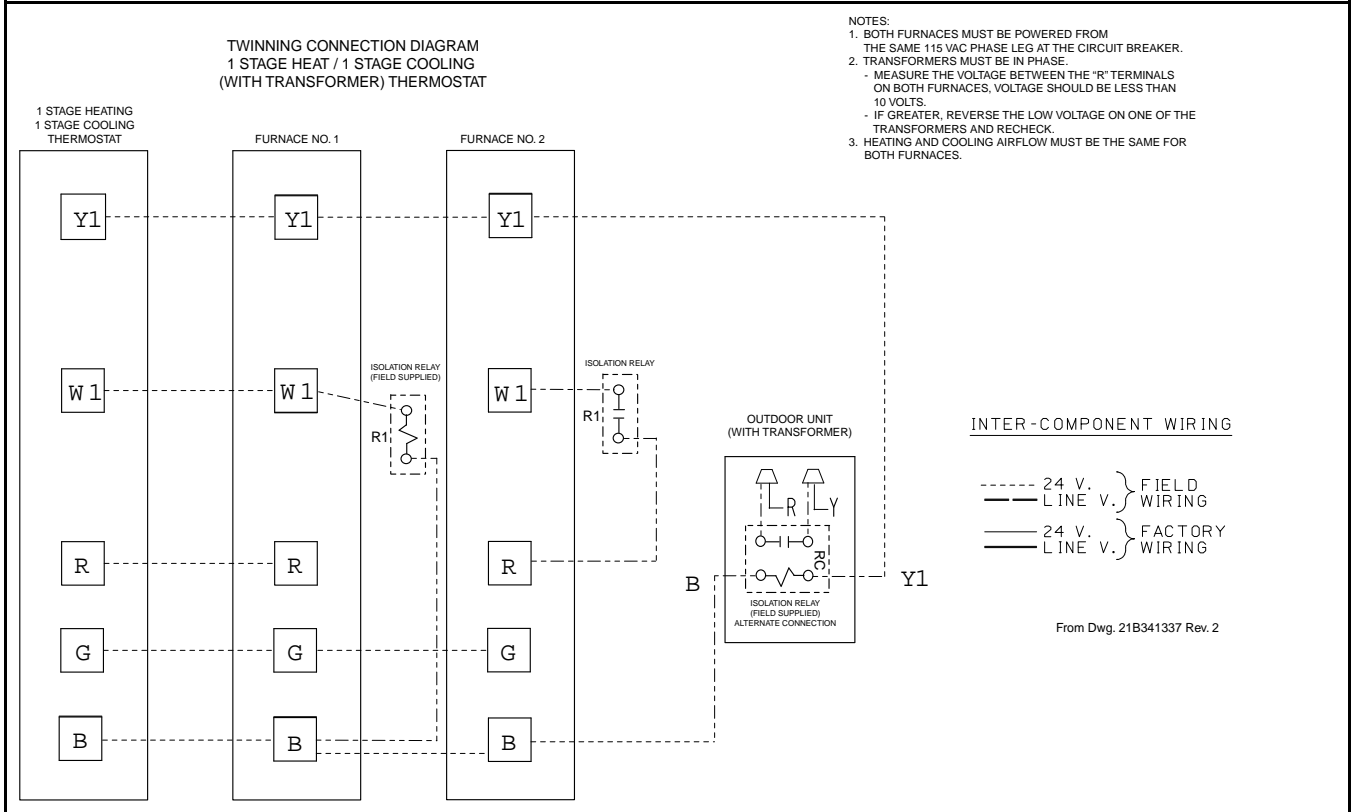 TWINNING CONNECTION DIAGRAM
1 STAGE HEAT / 1 STAGE COOLING
(WITH TRANSFORMER) THERMOSTAT
NOTES:
1. BOTH FURNACES MUST BE POWERED FROM
THE SAME 115 VAC PHASE LEG AT THE CIRCUIT BREAKER.
2. TRANSFORMERS MUST BE IN PHASE.
- MEASURE THE VOLTAGE BETWEEN THE “R” TERMINALS
ON BOTH FURNACES, VOLTAGE SHOULD BE LESS THAN
10 VOLTS.
- IF GREATER, REVERSE THE LOW VOLTAGE ON ONE OF THE
TRANSFORMERS AND RECHECK.
3. HEATING AND COOLING AIRFLOW MUST BE THE SAME FOR
BOTH FURNACES.
1 STAGE HEATING
1 STAGE COOLING
THERMOSTAT
FURNACE NO. 1
FURNACE NO. 2
Y1
Y1
Y1
ISOLATION RELAY
(FIELD SUPPLIED)
ISOLATION RELAY
W1
W1
W1
R1
R1
OUTDOOR UNIT
(WITH TRANSFORMER)
R
Y
RC
R
R
R
B
Y1
ISOLATION RELAY
(FIELD SUPPLIED)
ALTERNATE CONNECTION
G
G
G
B
B
B
INTER-COMPONENT WIRING
24 V.
LINE V.
FIELD
WIRING
24 V.
LINE V.
FACTORY
WIRING
From Dwg. 21B341337 Rev. 2